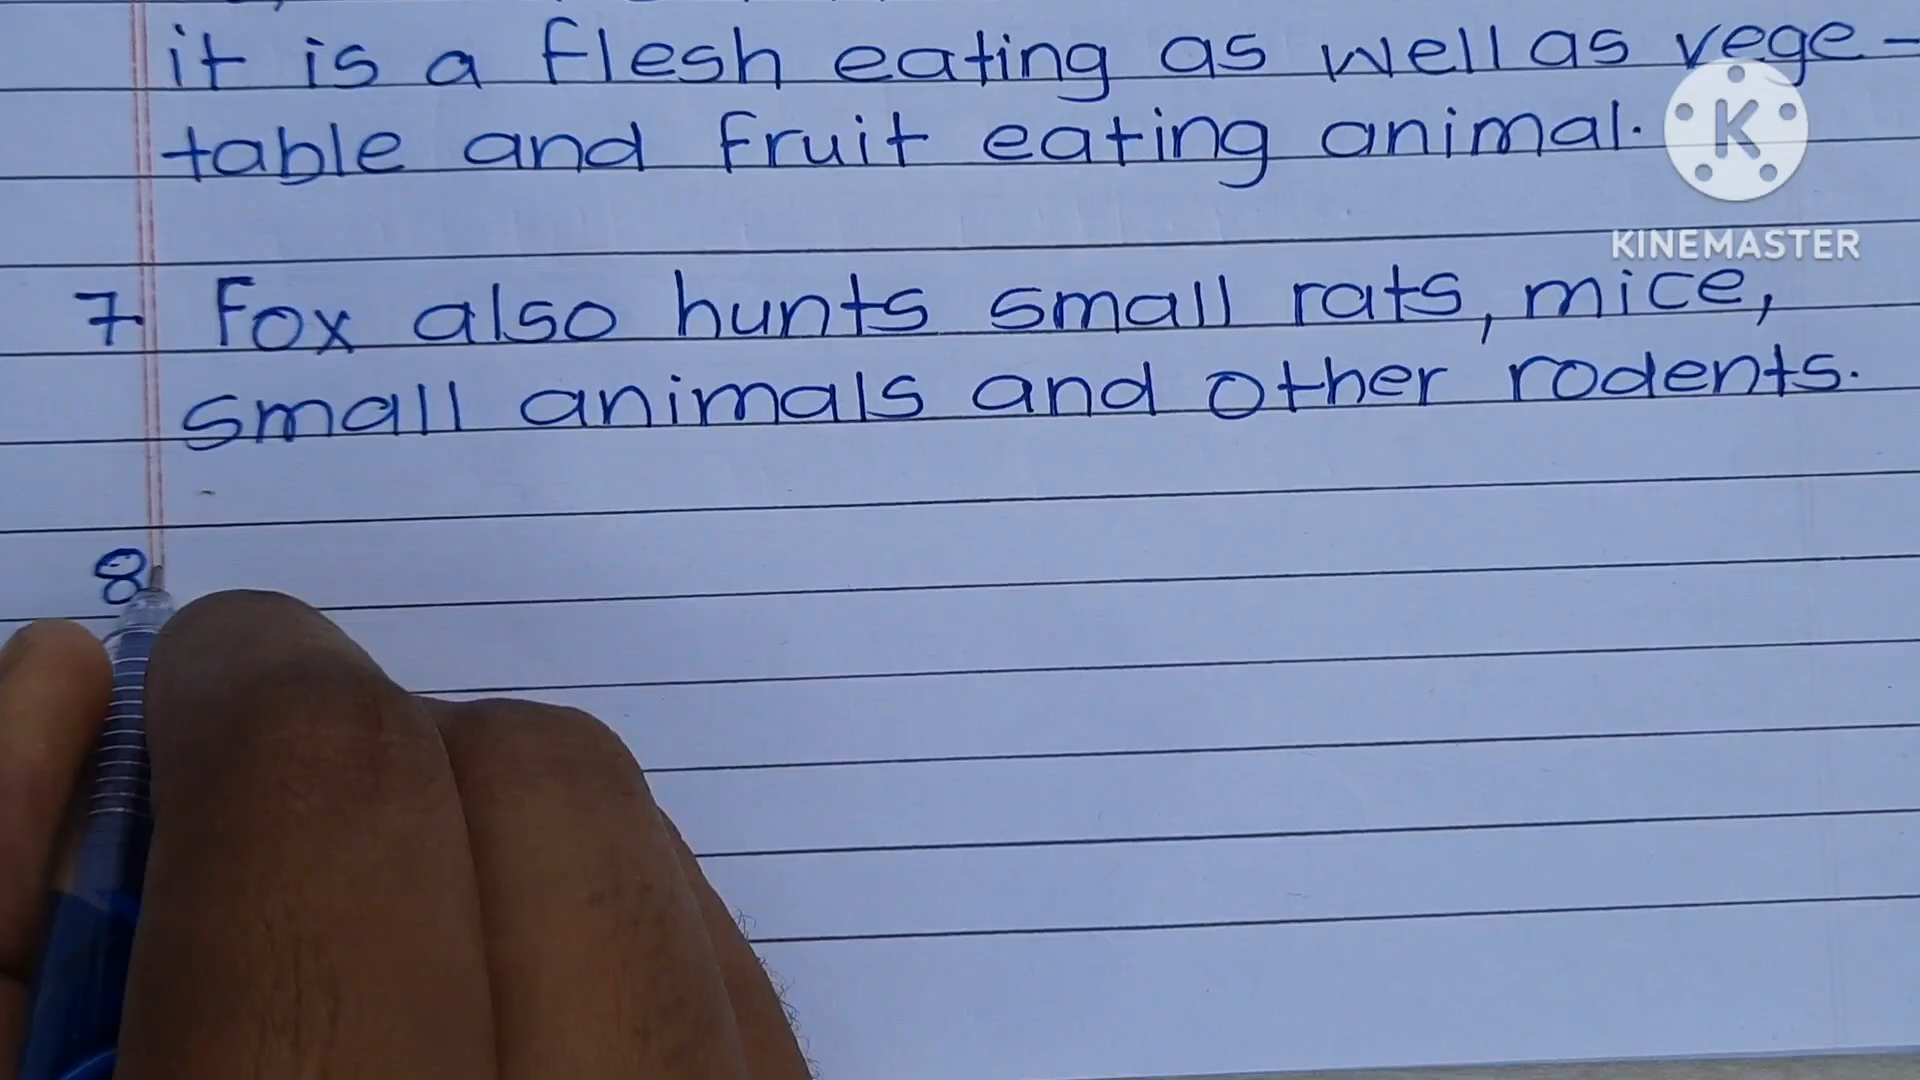 it is a flesh eating as well as vege-
table and fruit eating animal.
K
KINEMASTER
7 Fox also hunts small rats, mice,
small animals and other rodents.
8